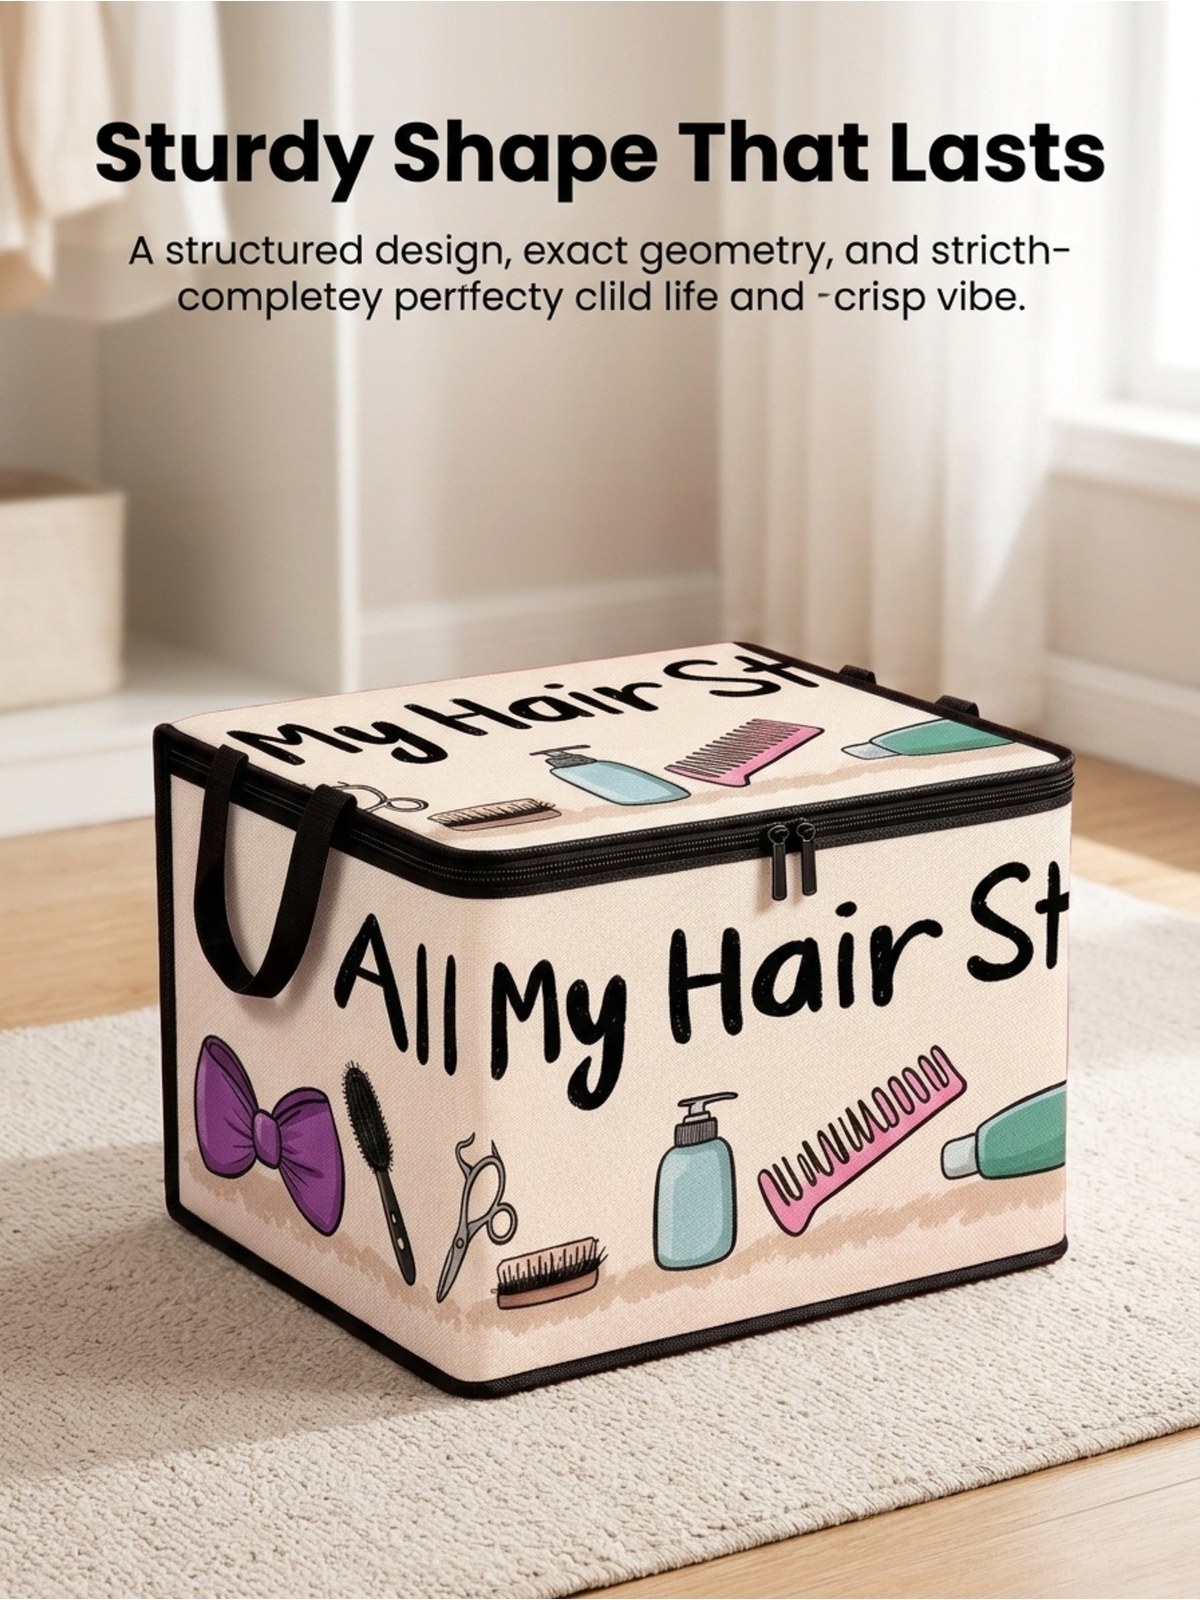 Sturdy Shape That Lasts
A structured design, exact geometry, and stricth-
completey perffecty clild life and -crisp vibe.
My Hair St
All My Hair St